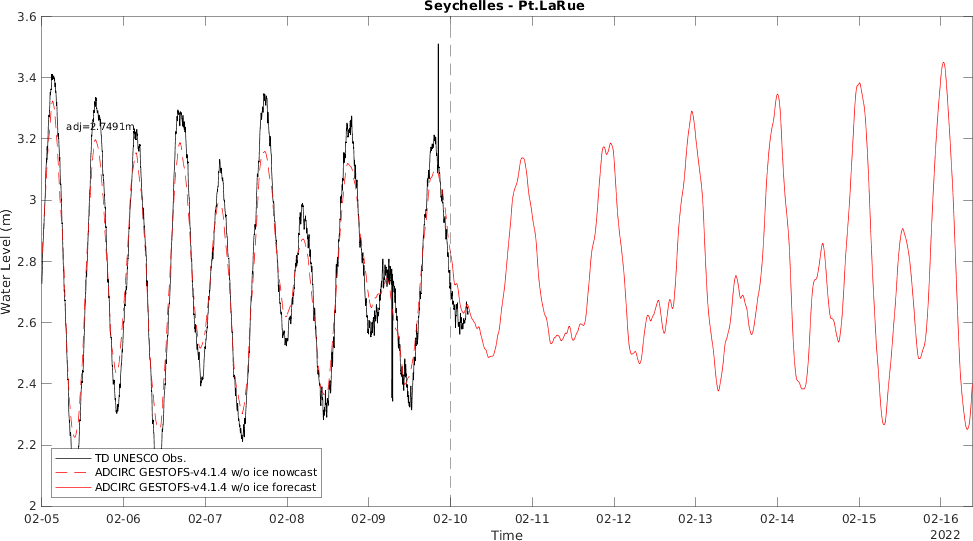 Seychelles - Pt.LaRue
3.6
3.4
3.2
3
2.8
2.6
2.4
2.2
2
Water Level (m)
adj=2.7491m
TD UNESCO Obs.
ADCIRC GESTOFS-v4.1.4 w/o ice nowcast
ADCIRC GESTOFS-v4.1.4 w/o ice forecast
02-05 02-06 02-07 02-08 02-09 02-10 02-11 02-12 02-13 02-14 02-15 02-16
2022
Time